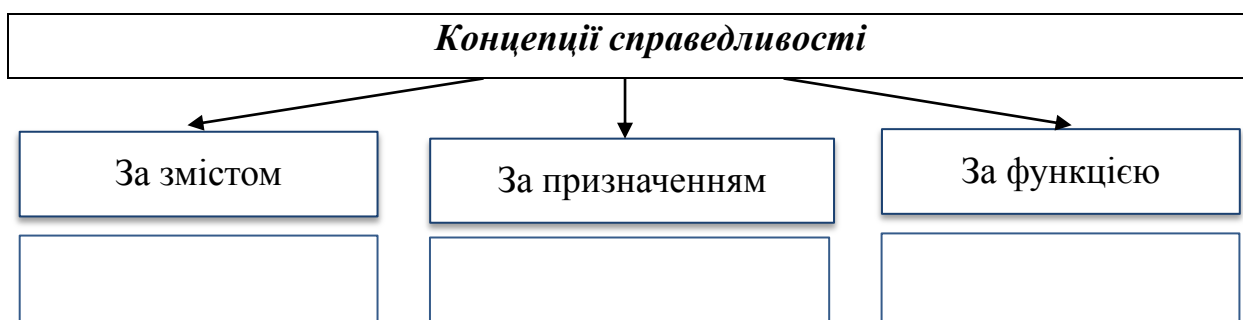 Концепції справедливості
За змістом
За призначенням
За функцією